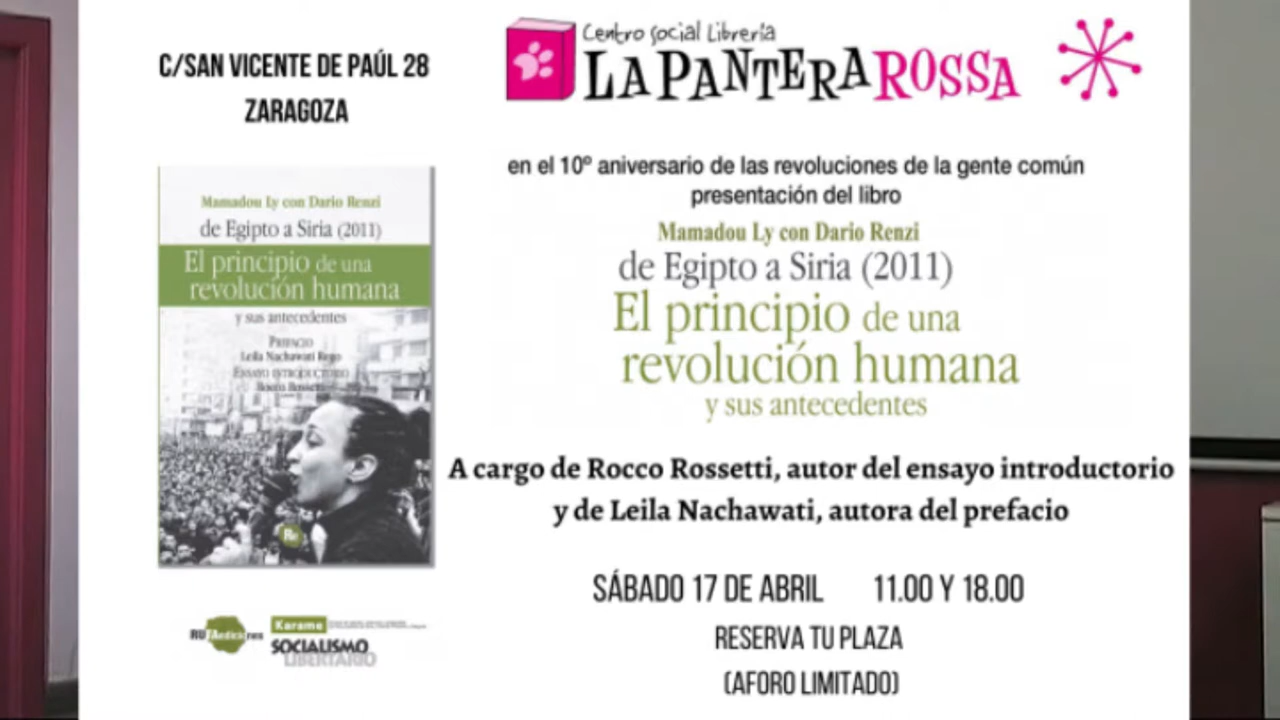 C/SAN VICENTE DE PAÚL 28
ZARAGOZA
Centro social Librería
LA PANTERA ROSSA
en el 10º aniversario de las revoluciones de la gente común
presentación del libro
Mamadou Ly con Dario Renzi
de Egipto a Siria (2011)
El principio de una
revolución humana
y sus antecedentes
A cargo de Rocco Rossetti, autor del ensayo introductorio
y de Leila Nachawati, autora del prefacio
SÁBADO 17 DE ABRIL 11.00 Y 18.00
RESERVA TU PLAZA
(AFORO LIMITADO)
Mamadou Ly con Dario Renzi
de Egipto a Siria (2011)
El principio de una
revolución humana
y sus antecedentes
PREFACIO
Leila Nachawati Rego
ENSAYO INTRODUCTORIO
Rocco Rossetti
Re
RUTAediciones
Karame
SOCIALISMO
LIBERTARIO